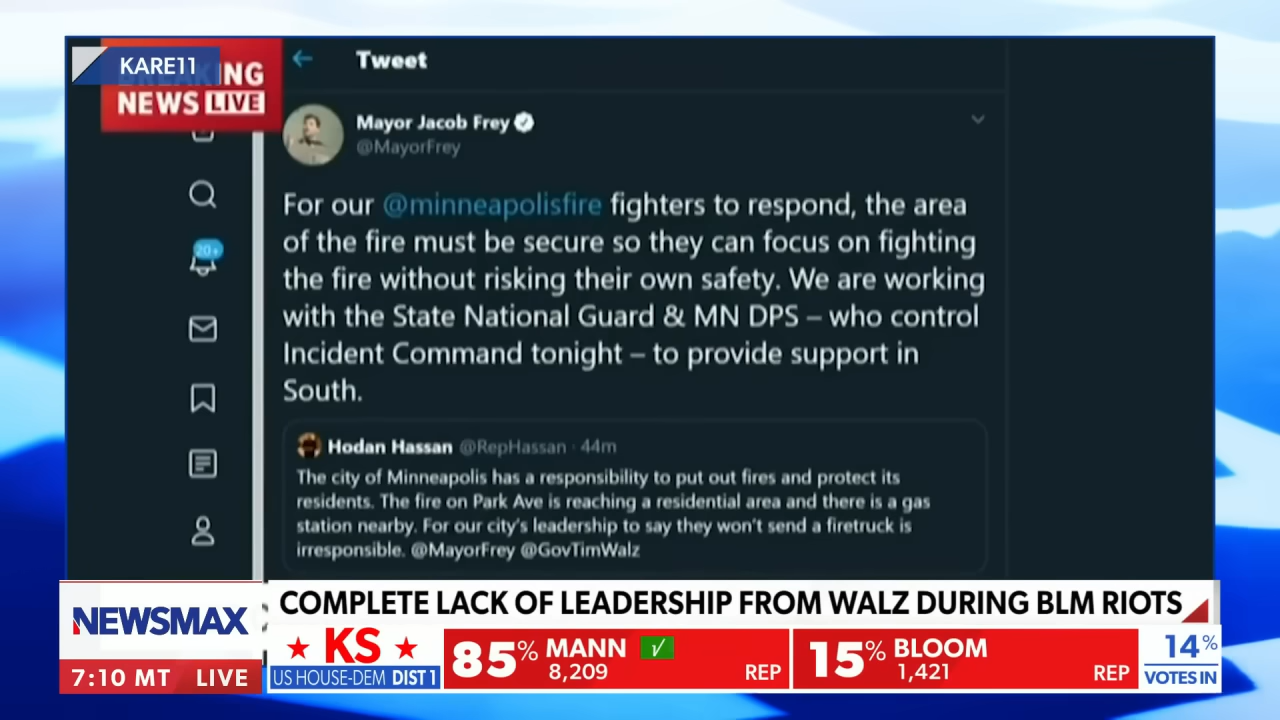 KARE11
NEWS LIVE
Tweet
Mayor Jacob Frey
@MayorFrey
For our @minneapolisfire fighters to respond, the area
of the fire must be secure so they can focus on fighting
the fire without risking their own safety. We are working
with the State National Guard & MN DPS – who control
Incident Command tonight – to provide support in
South.
20+
Hodan Hassan @RepHassan · 44m
The city of Minneapolis has a responsibility to put out fires and protect its
residents. The fire on Park Ave is reaching a residential area and there is a gas
station nearby. For our city's leadership to say they won't send a firetruck is
irresponsible. @MayorFrey @GovTimWalz
NEWSMAX
7:10 MT LIVE
COMPLETE LACK OF LEADERSHIP FROM WALZ DURING BLM RIOTS
KS
US HOUSE-DEM DIST 1
85% MANN
8,209
REP
15% BLOOM
1,421
REP
14%
VOTES IN